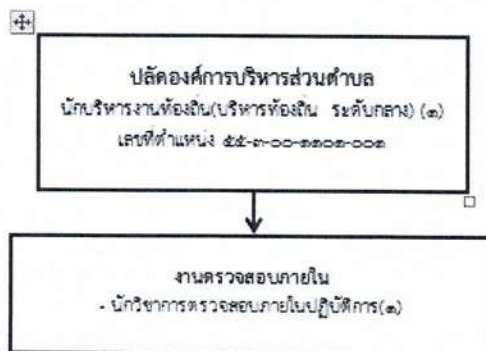 ปลัดองค์การบริหารส่วนตำบล
นักบริหารงานท้องถิ่น(บริหารท้องถิ่น ระดับกลาง) (๑)
เลขที่ตำแหน่ง ๕๕-๓-๐๐-๑๑๐๑-๐๐๑
งานตรวจสอบภายใน
- นักวิชาการตรวจสอบภายในปฏิบัติการ(๑)